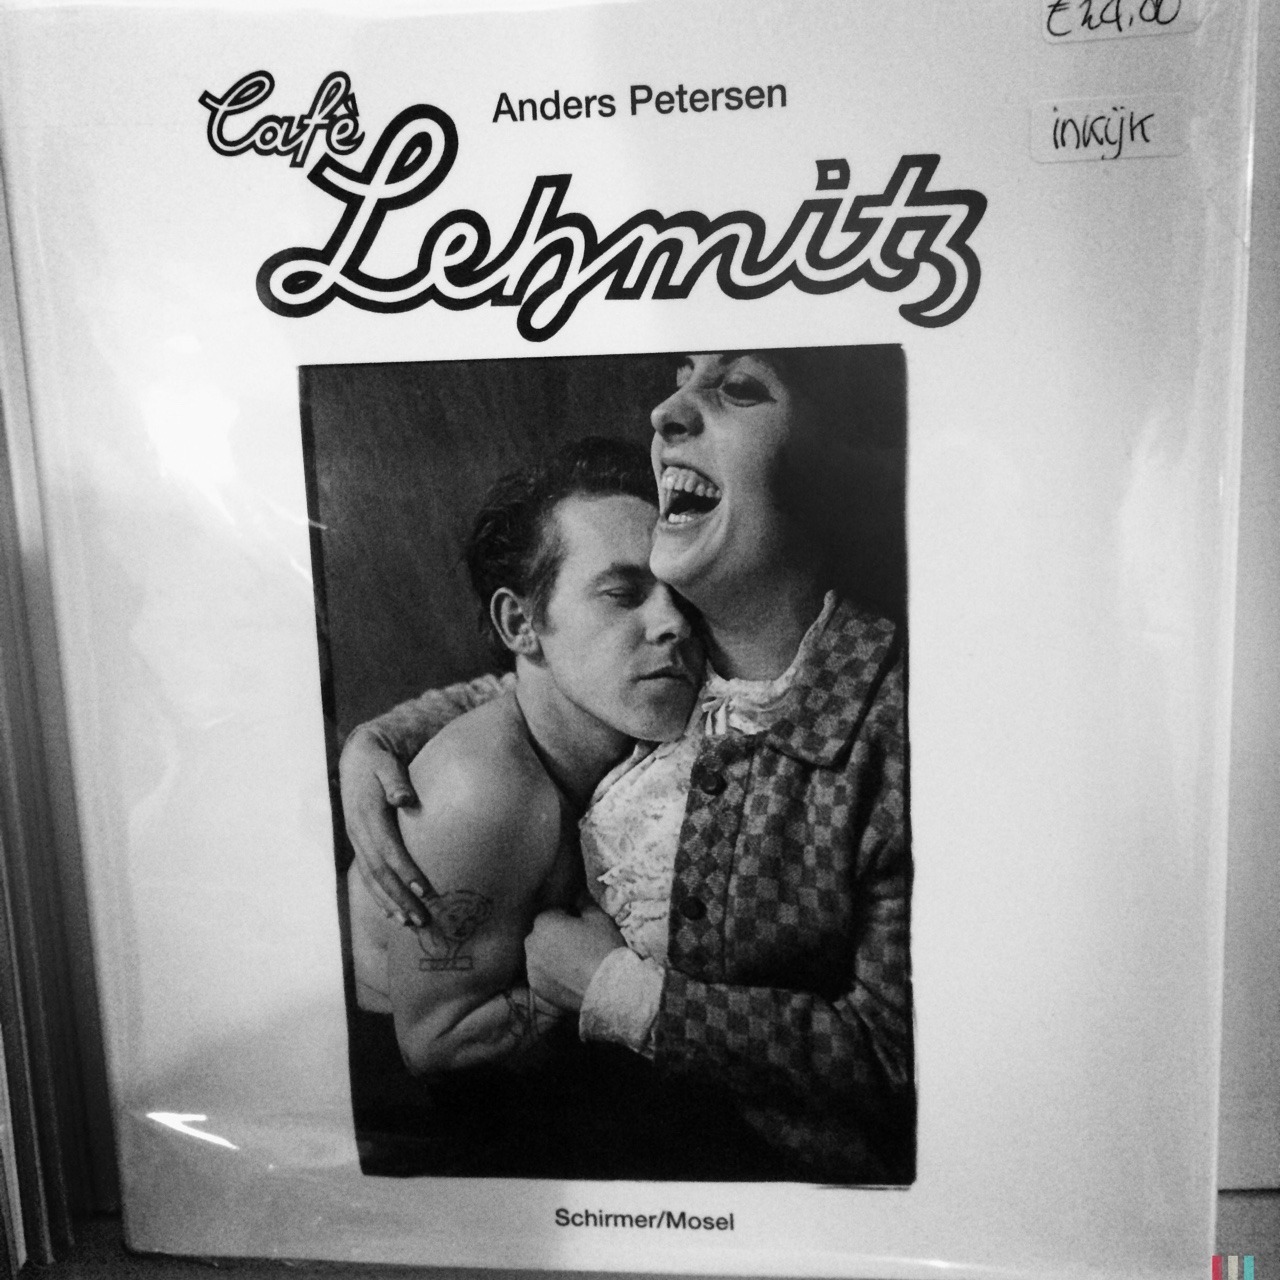 €24,00
inkijk
Anders Petersen
Café
Lehmitz
Schirmer/Mosel